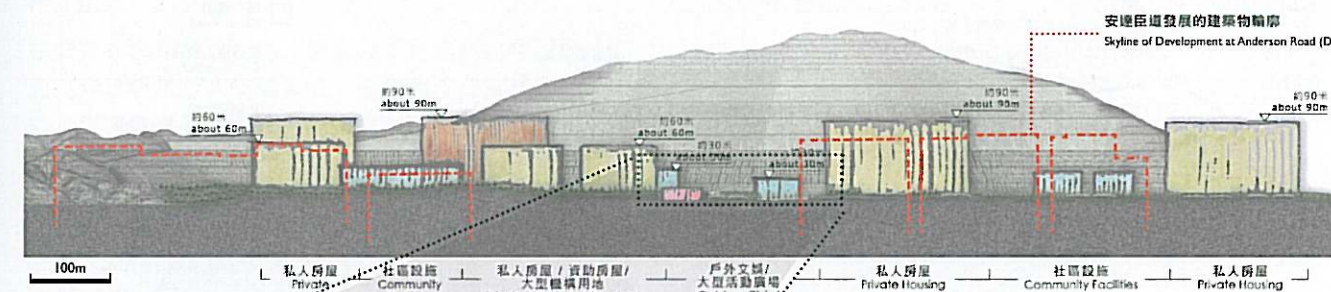 安達臣道發展的建築物輪廓
Skyline of Development at Anderson Road (D
約60米
about 60m
約90米
about 90m
約60米
about 60m
約30米
about 30m
約90米
about 90m
約90米
about 90m
100m
私人房屋
Private
社區設施
Community
私人房屋 / 資助房屋/
大型機構用地
戶外文娛/
大型活動廣場
私人房屋
Private Housing
社區設施
Community Facilities
私人房屋
Private Housing